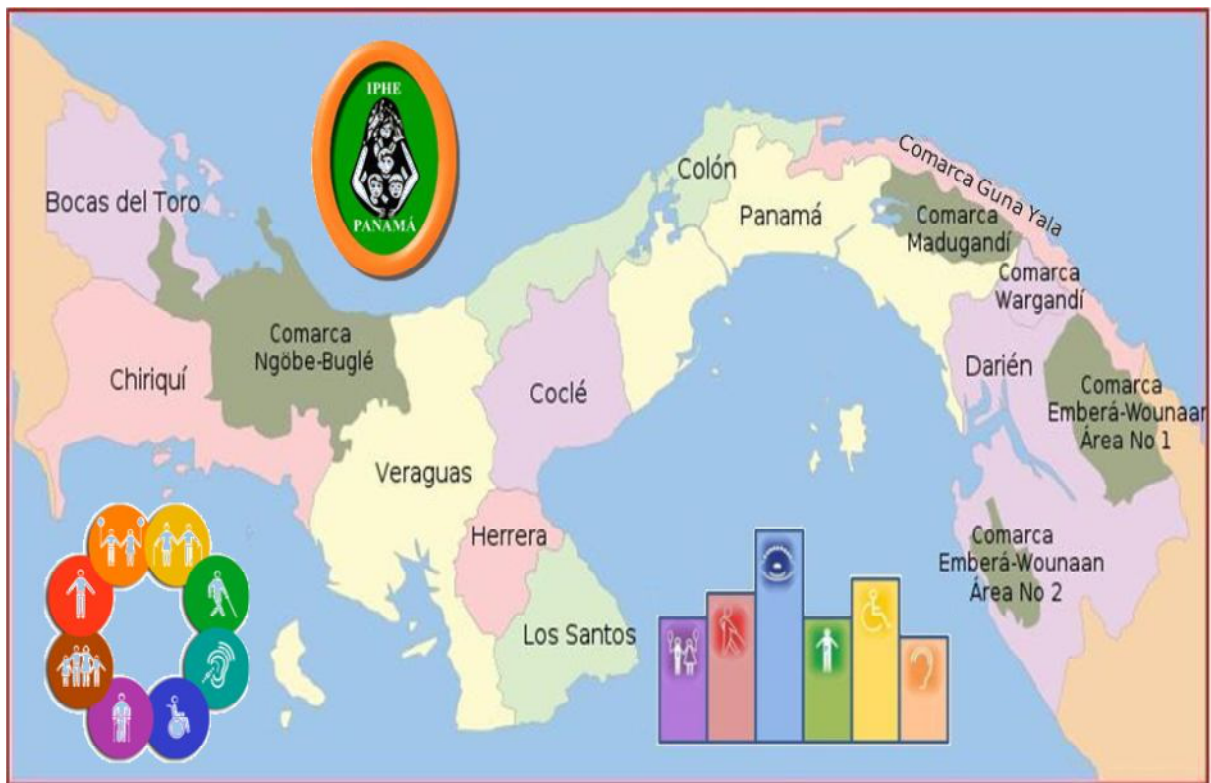 IPHE
PANAMÁ
Bocas del Toro
Chiriquí
Comarca
Ngöbe-Buglé
Veraguas
Coclé
Herrera
Los Santos
Colón
Panamá
Comarca Guna Yala
Comarca
Madugandí
Comarca
Wargandí
Darién
Comarca
Emberá-Wounaan
Área No 1
Comarca
Emberá-Wounaan
Área No 2